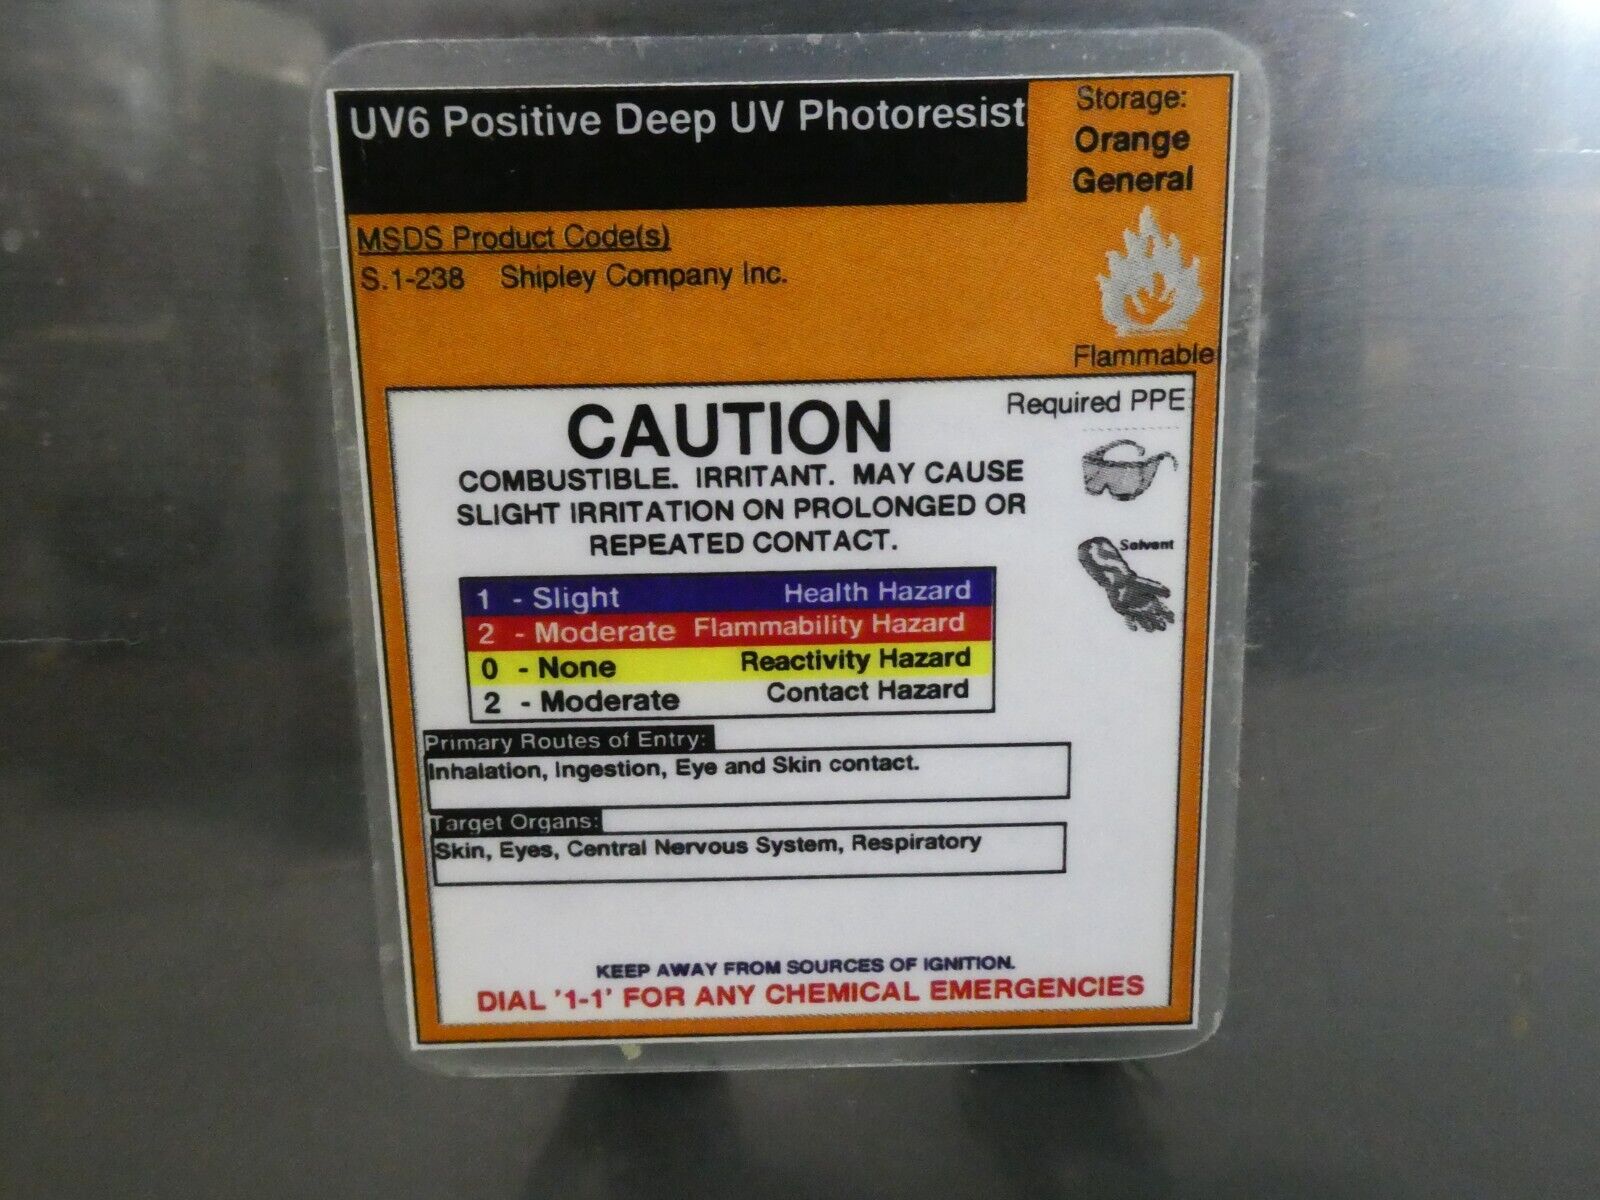 UV6 Positive Deep UV Photoresist
Storage:
Orange
General
MSDS Product Code(s)
S.1-238 Shipley Company Inc.
Flammable
CAUTION
Required PPE
COMBUSTIBLE. IRRITANT. MAY CAUSE
SLIGHT IRRITATION ON PROLONGED OR
REPEATED CONTACT.
Solvent
1 - Slight Health Hazard
2 - Moderate Flammability Hazard
0 - None Reactivity Hazard
2 - Moderate Contact Hazard
Primary Routes of Entry:
Inhalation, Ingestion, Eye and Skin contact.
Target Organs:
Skin, Eyes, Central Nervous System, Respiratory
KEEP AWAY FROM SOURCES OF IGNITION.
DIAL '1-1' FOR ANY CHEMICAL EMERGENCIES